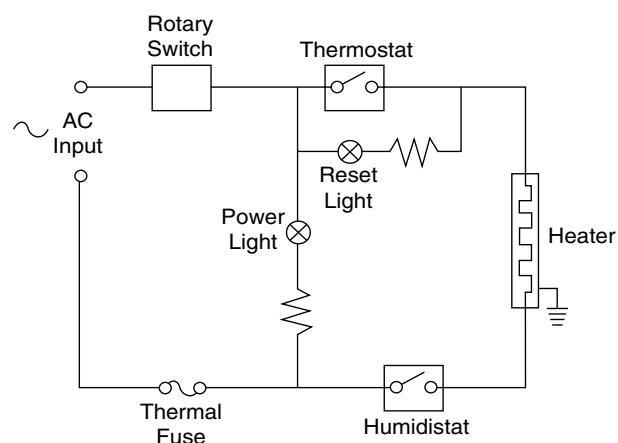 Rotary
Switch
Thermostat
AC
Input
Reset
Light
Power
Light
Heater
Thermal
Fuse
Humidistat